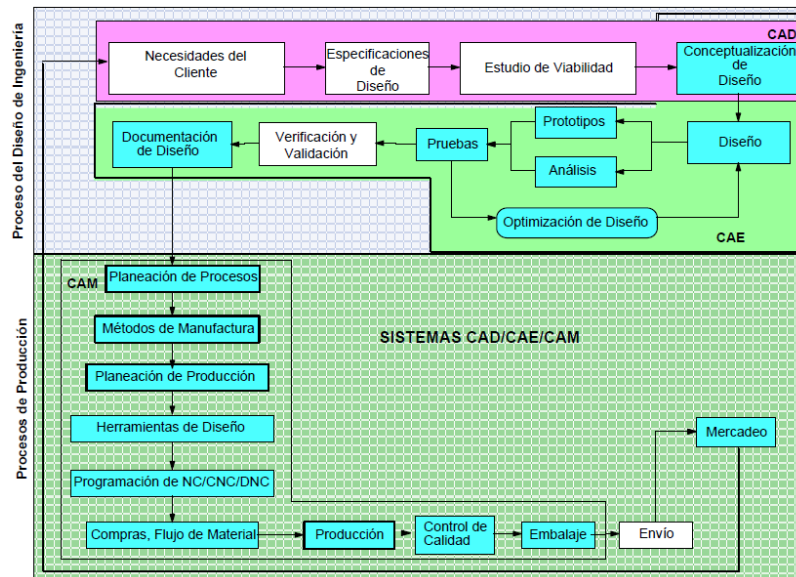 CAD
Necesidades del
Cliente
Especificaciones
de
Diseño
Estudio de Viabilidad
Conceptualización
de
Diseño
Proceso del Diseño de Ingeniería
Documentación
de Diseño
Verificación y
Validación
Pruebas
Prototipos
Análisis
Diseño
Optimización de Diseño
CAE
CAM
Planeación de Procesos
Métodos de Manufactura
SISTEMAS CAD/CAE/CAM
Planeación de Producción
Procesos de Producción
Herramientas de Diseño
Mercadeo
Programación de NC/CNC/DNC
Compras, Flujo de Material
Producción
Control de
Calidad
Embalaje
Envío